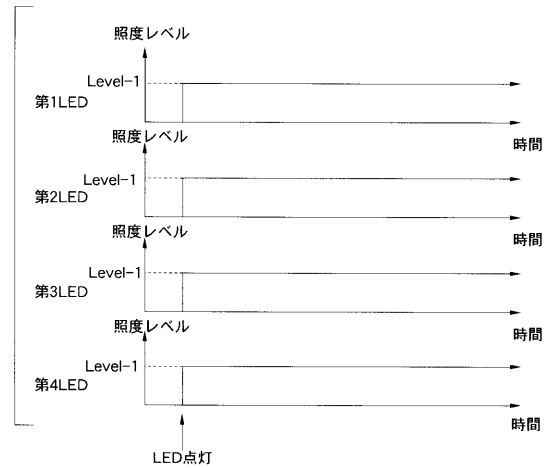 照度レベル
Level-1
第1LED
時間
照度レベル
Level-1
第2LED
時間
照度レベル
Level-1
第3LED
時間
照度レベル
Level-1
第4LED
時間
LED点灯